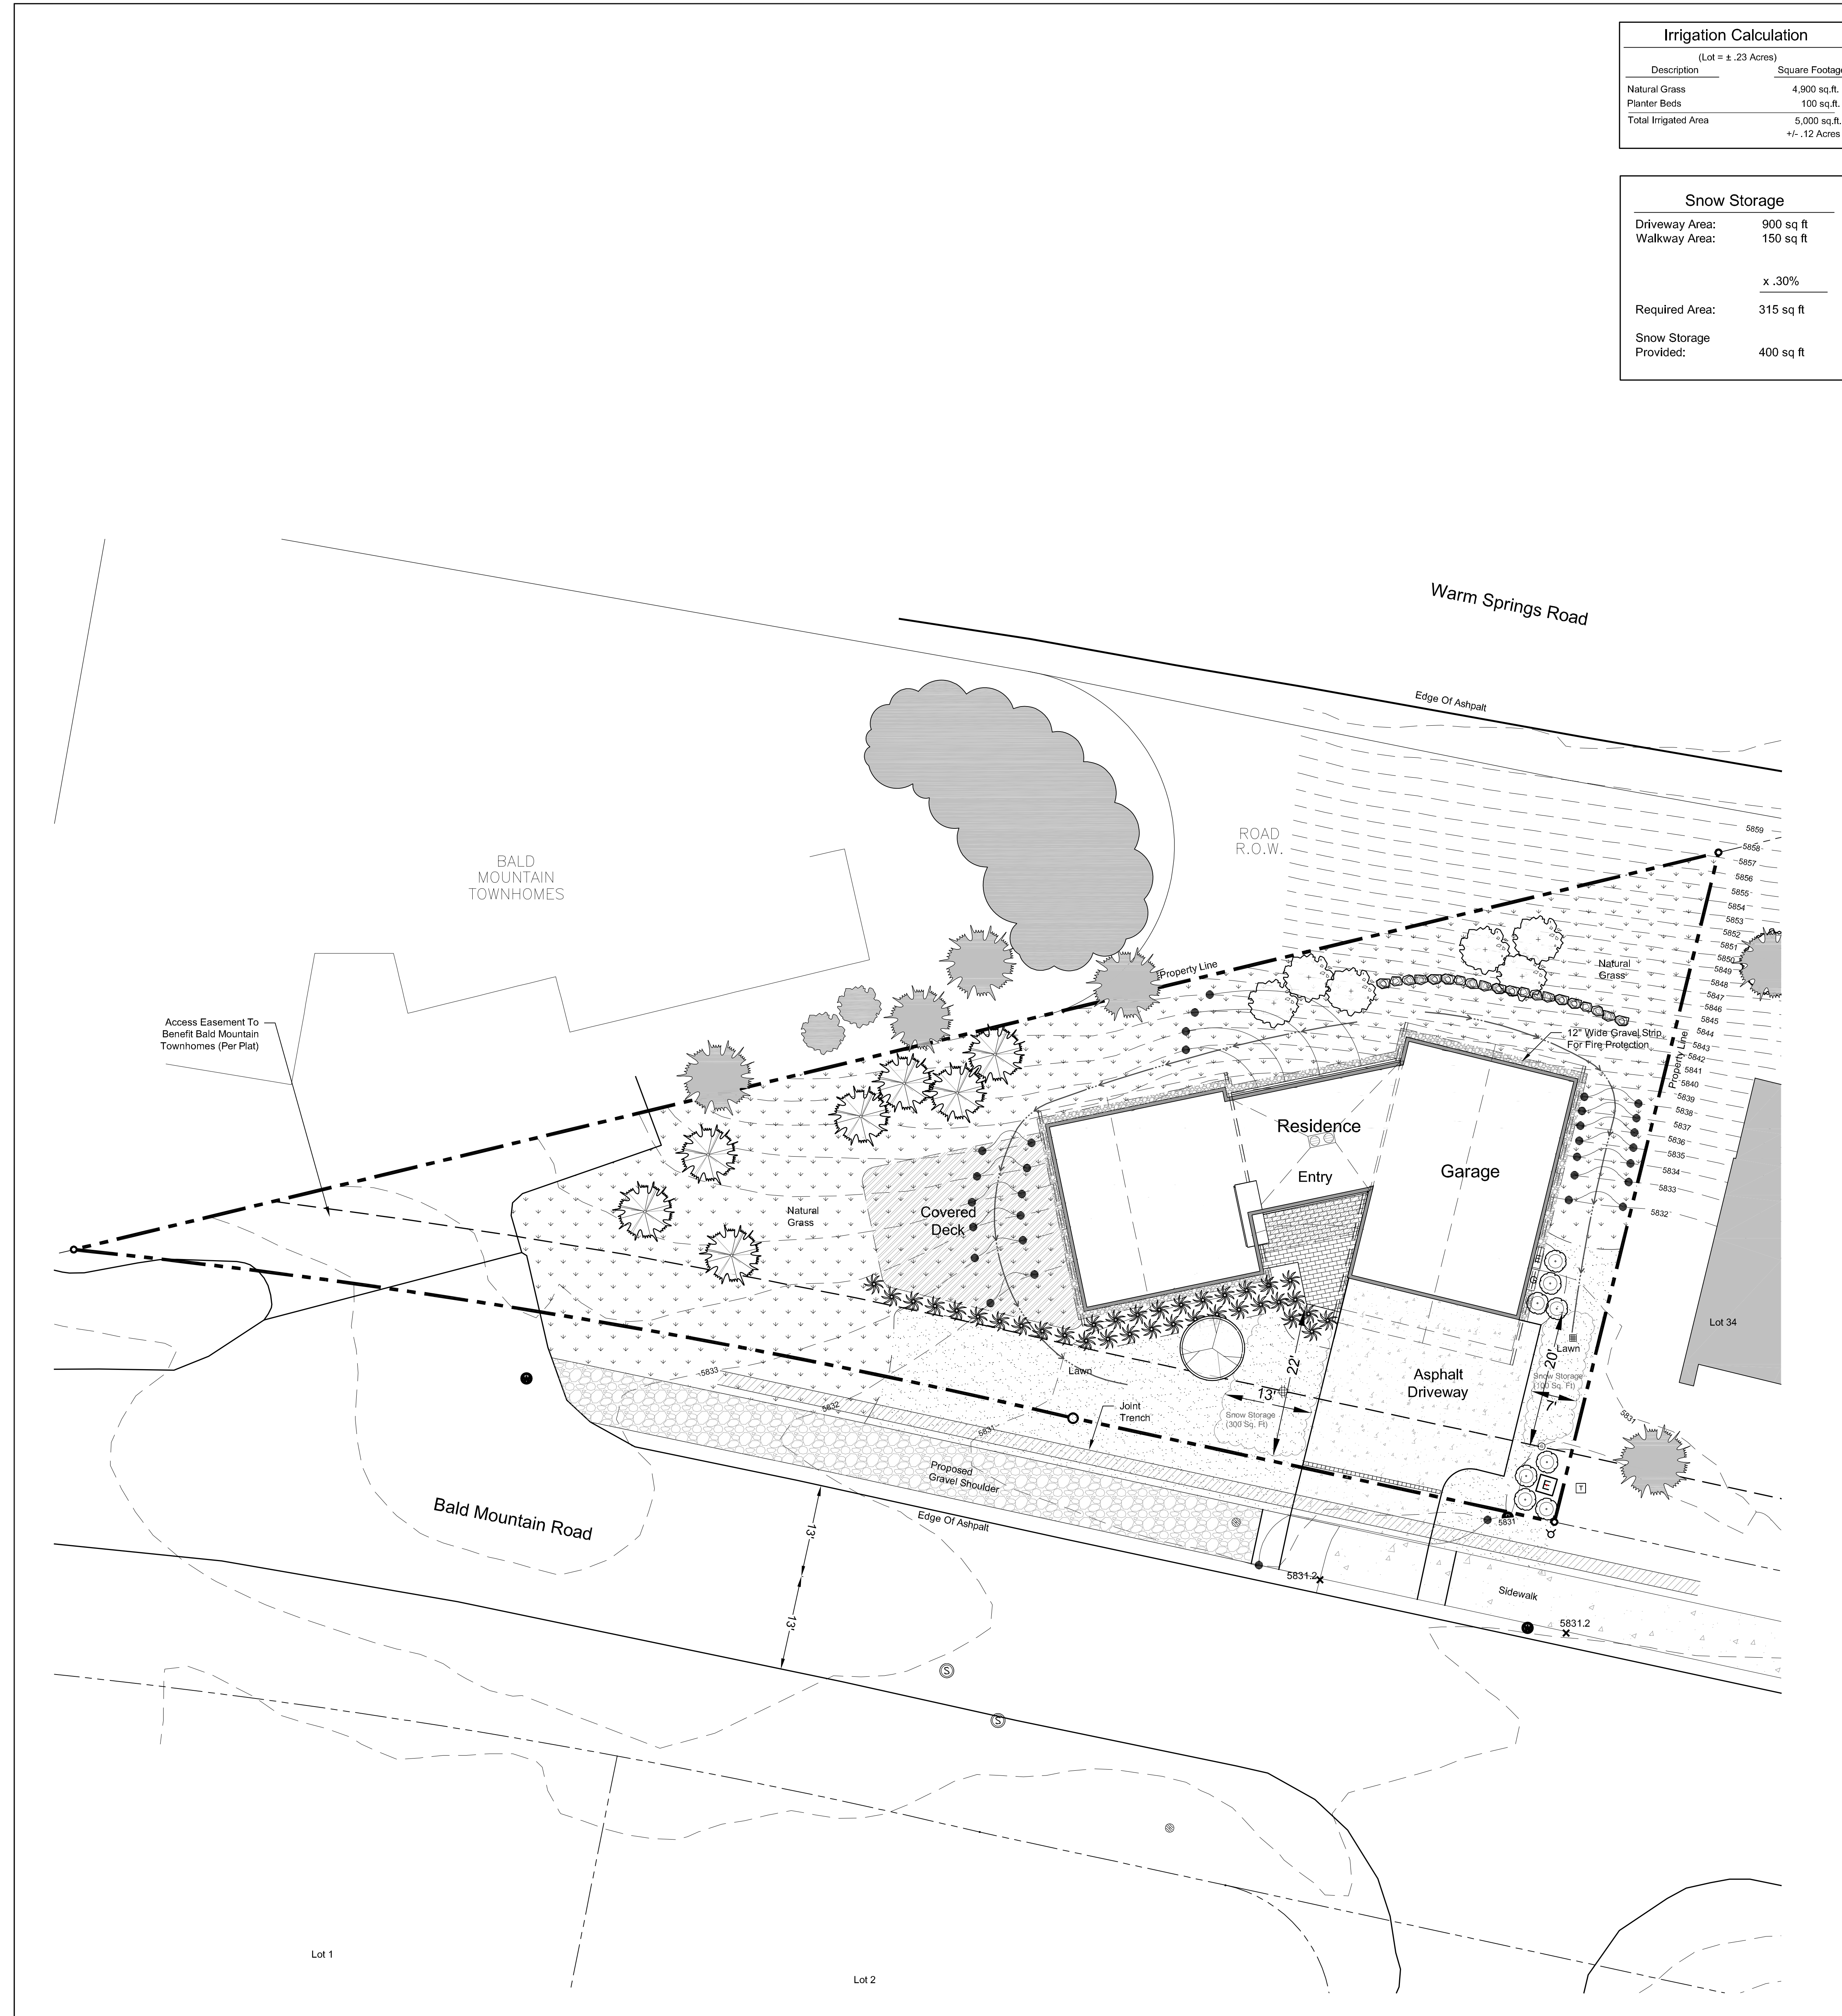 Irrigation Calculation
(Lot = ± .23 Acres)
Description Square Footage
Natural Grass 4,900 sq.ft.
Planter Beds 100 sq.ft.
Total Irrigated Area 5,000 sq.ft.
+/- .12 Acres
Snow Storage
Driveway Area: 900 sq ft
Walkway Area: 150 sq ft
x .30%
Required Area: 315 sq ft
Snow Storage
Provided: 400 sq ft
Warm Springs Road
Edge Of Ashpalt
ROAD
R.O.W.
BALD
MOUNTAIN
TOWNHOMES
5859
5858
5857
5856
5855
5854
5853
5852
5851
5850
5849
5848
5847
5846
5845
5844
5843
5842
5841
5840
5839
5838
5837
5836
5835
5834
5833
5832
Property Line
Natural
Grass
Access Easement To
Benefit Bald Mountain
Townhomes (Per Plat)
12" Wide Gravel Strip
For Fire Protection
Property Line
Residence
Entry
Garage
Covered
Deck
Natural
Grass
Lot 34
Lawn
20'
Snow Storage
(100 Sq. Ft)
7'
Asphalt
Driveway
22'
13'
Snow Storage
(300 Sq. Ft)
Lawn
5833
5832
5831
5831
Joint
Trench
E
T
Proposed
Gravel Shoulder
Edge Of Ashpalt
Bald Mountain Road
13'
13'
5831
5831.2
Sidewalk
5831.2
S
S
Lot 1
Lot 2